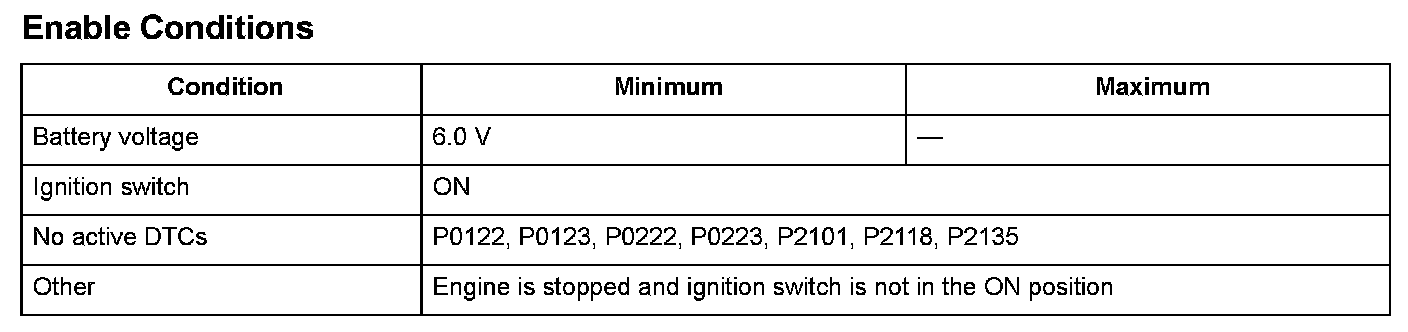 Enable Conditions
Condition Minimum Maximum
Battery voltage 6.0 V —
Ignition switch ON
No active DTCs P0122, P0123, P0222, P0223, P2101, P2118, P2135
Other Engine is stopped and ignition switch is not in the ON position